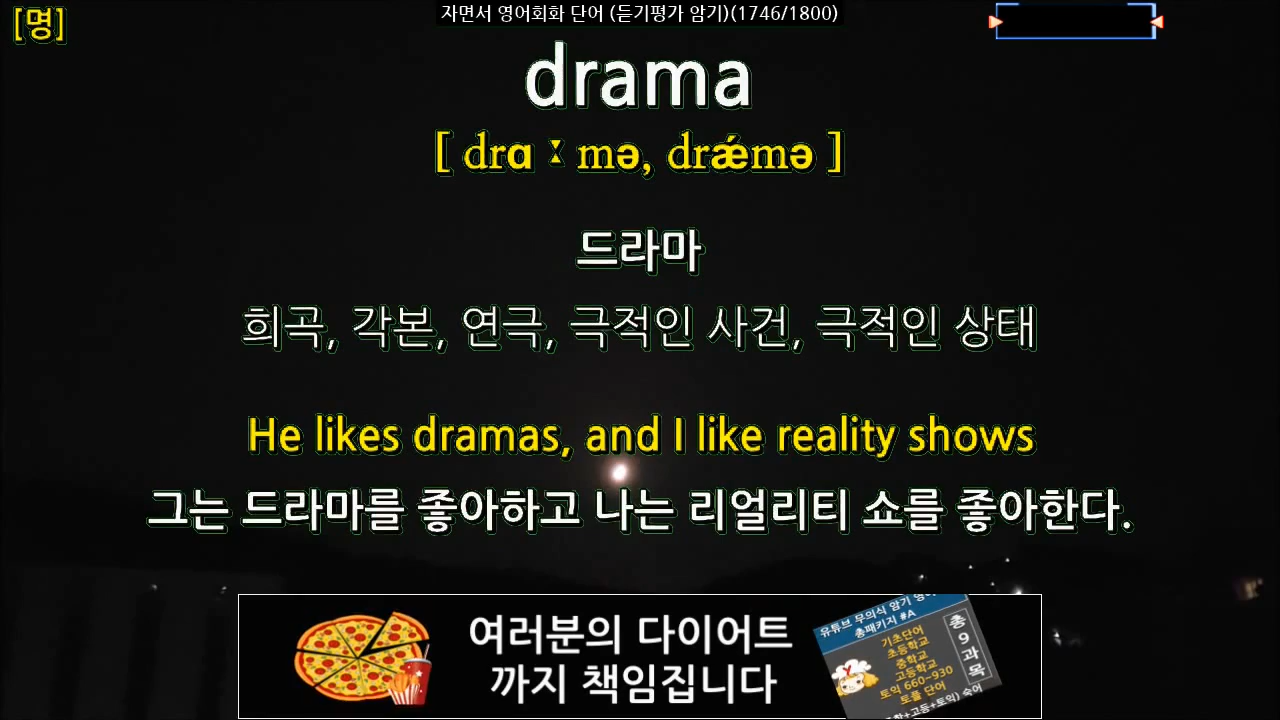 [명]
자면서 영어회화 단어 (듣기평가 암기)(1746/1800)
drama
[ drɑːmə, drǽmə ]
드라마
희곡, 각본, 연극, 극적인 사건, 극적인 상태
He likes dramas, and I like reality shows
그는 드라마를 좋아하고 나는 리얼리티 쇼를 좋아한다.
여러분의 다이어트
까지 책임집니다
유튜브 무의식 암기
총패키지 #A
기초단어
초등학교
중학교
고등학교
토익 660~930
토플 단어
총9과목